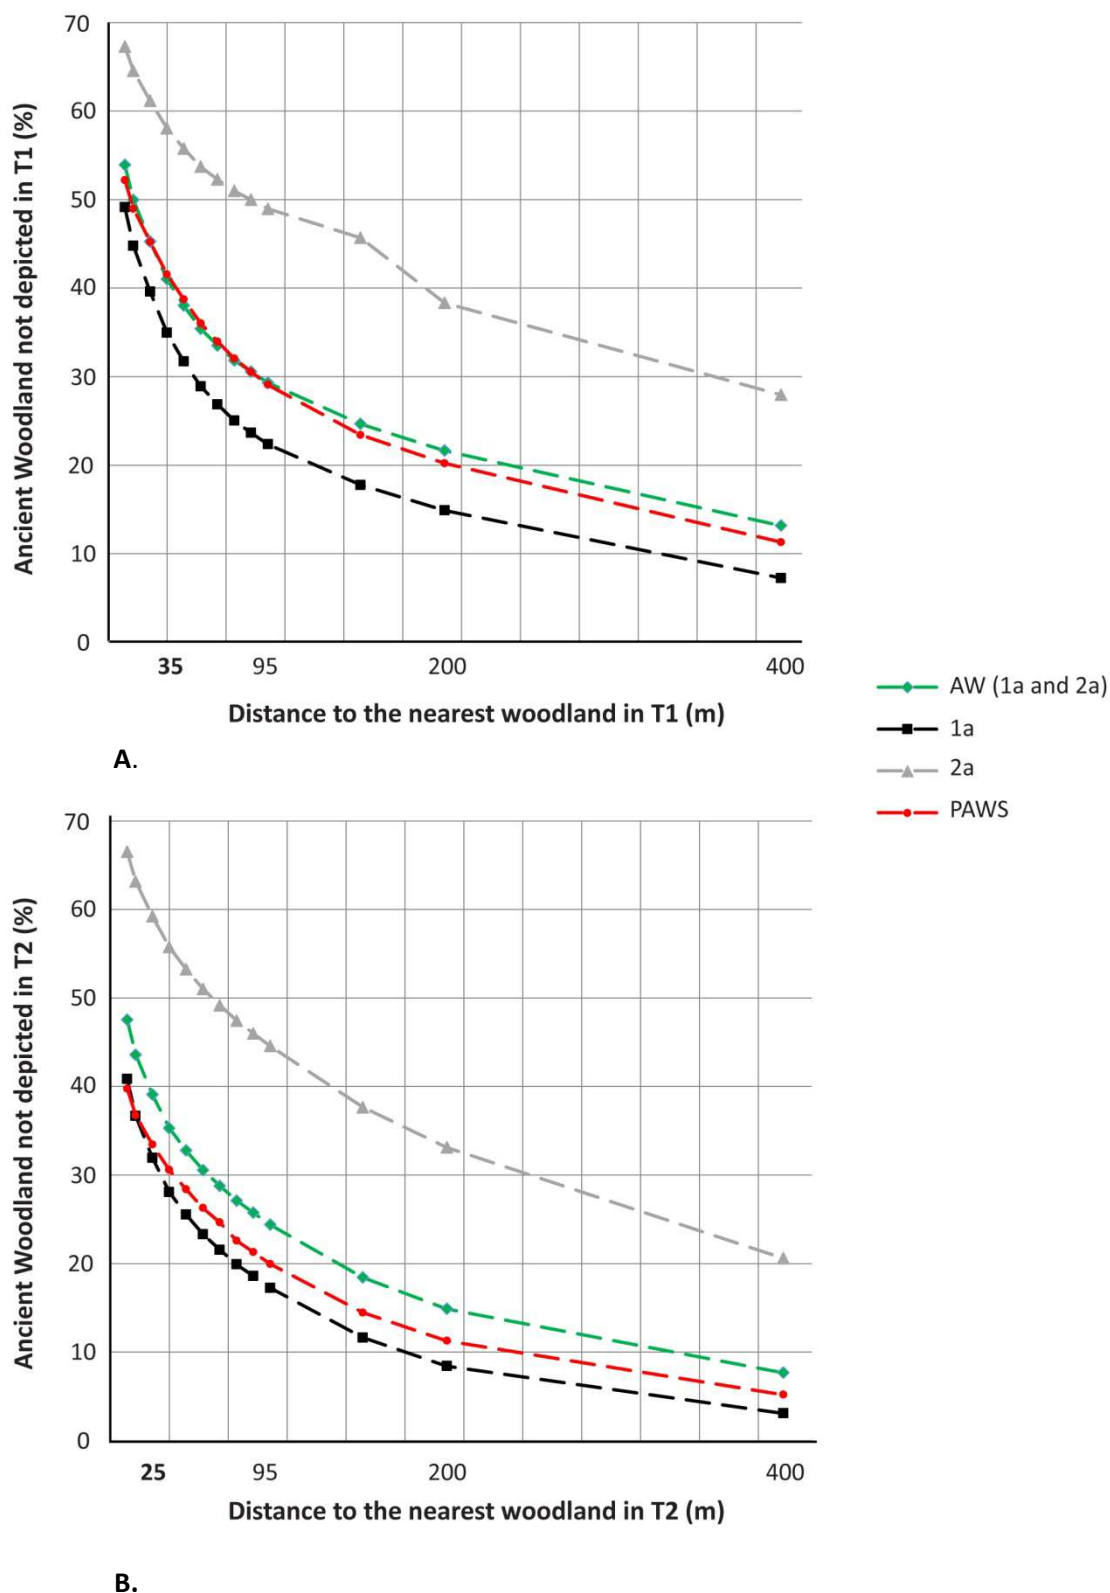 70
60
50
40
30
20
10
0
Ancient Woodland not depicted in T1 (%)
35 95 200 400
Distance to the nearest woodland in T1 (m)
A.
AW (1a and 2a)
1a
2a
PAWS
70
60
50
40
30
20
10
0
Ancient Woodland not depicted in T2 (%)
25 95 200 400
Distance to the nearest woodland in T2 (m)
B.